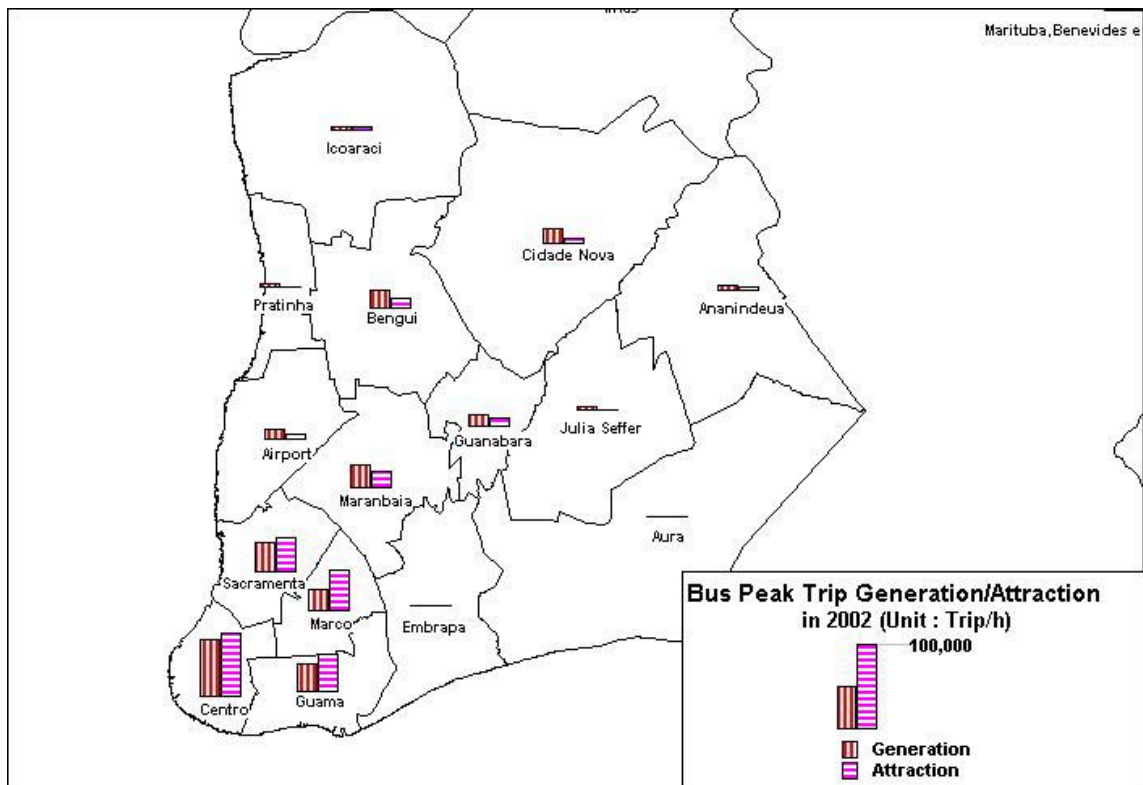 Marituba,Benevides e
Icoaraci
Cidade Nova
Pratinha
Bengui
Ananindeua
Airport
Guanabara
Julia Seffer
Maranbaia
Aura
Sacramenta
Marco
Embrapa
Centro
Guama
Bus Peak Trip Generation/Attraction
in 2002 (Unit : Trip/h)
100,000
Generation
Attraction